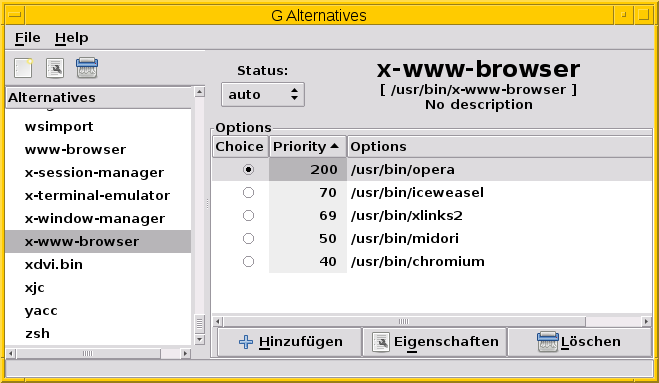 G Alternatives
File Help
Status:
auto
x-www-browser
[ /usr/bin/x-www-browser ]
No description
Alternatives
wsimport
www-browser
x-session-manager
x-terminal-emulator
x-window-manager
x-www-browser
xdvi.bin
xjc
yacc
zsh
Options
Choice Priority Options
200 /usr/bin/opera
70 /usr/bin/iceweasel
69 /usr/bin/xlinks2
50 /usr/bin/midori
40 /usr/bin/chromium
Hinzufügen Eigenschaften Löschen